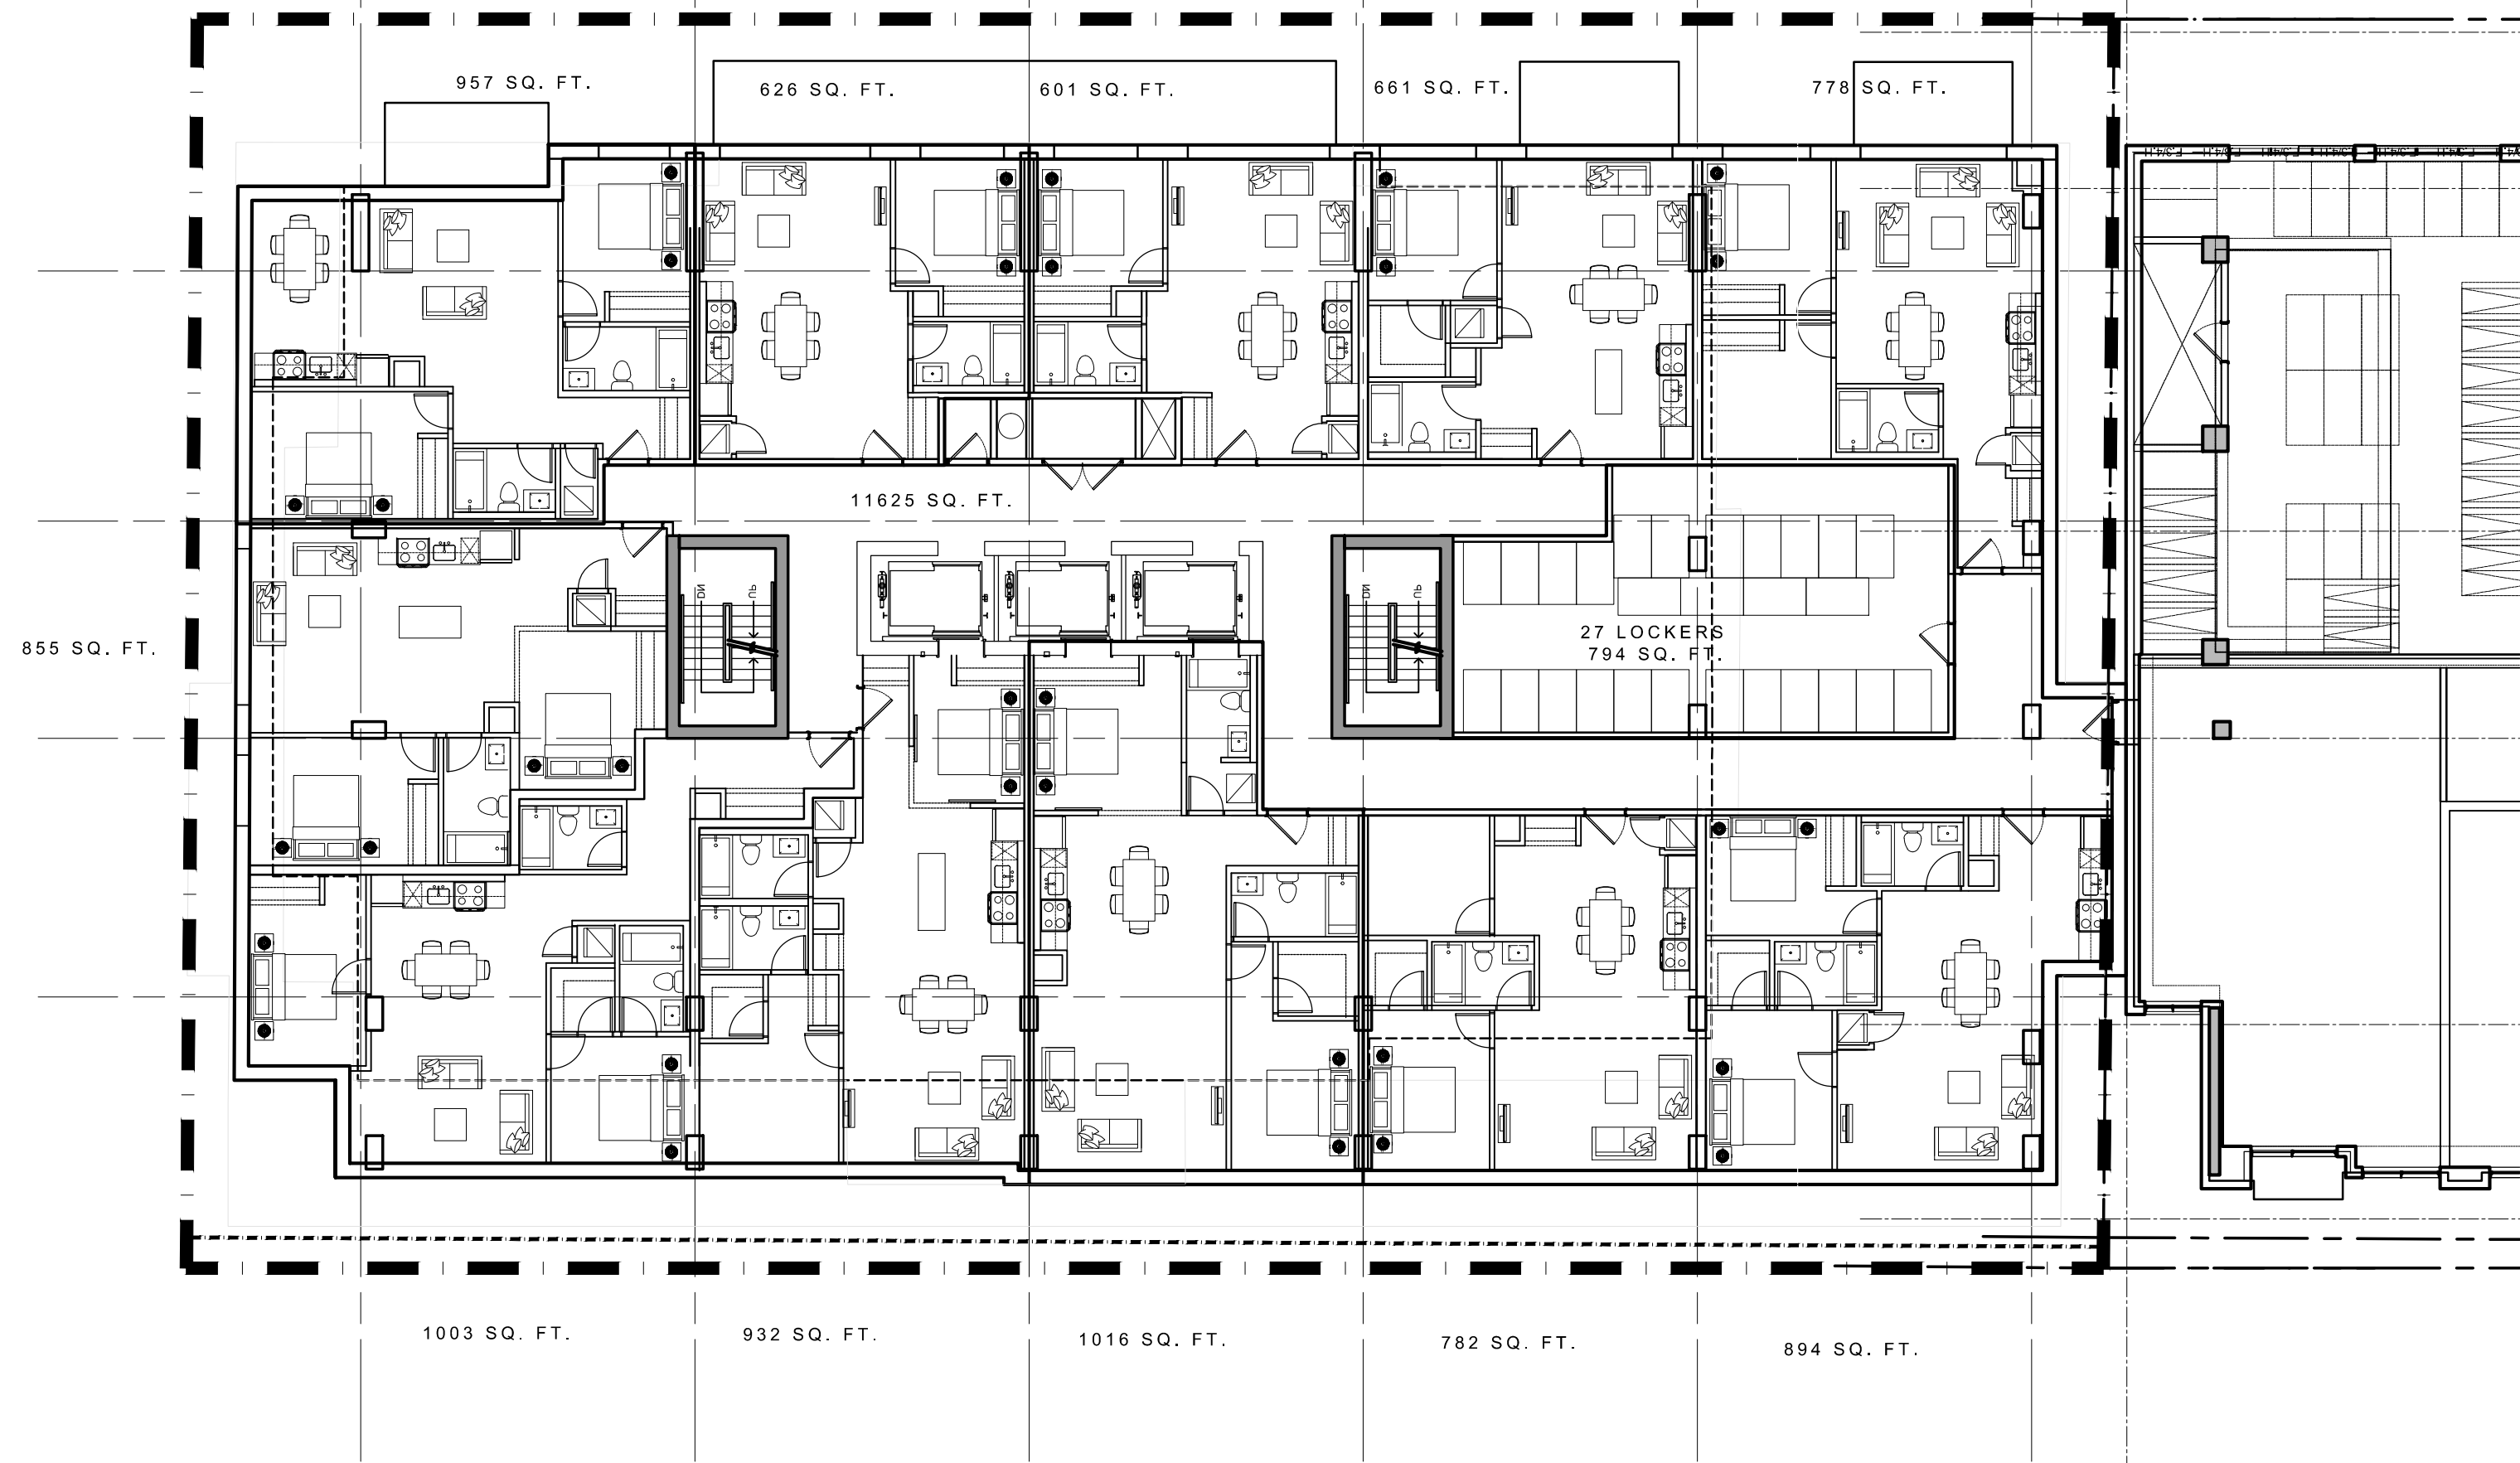 957 SQ. FT.
626 SQ. FT.
601 SQ. FT.
661 SQ. FT.
778 SQ. FT.
11625 SQ. FT.
DN
UP
DN
UP
27 LOCKERS
794 SQ. FT.
855 SQ. FT.
1003 SQ. FT.
932 SQ. FT.
1016 SQ. FT.
782 SQ. FT.
894 SQ. FT.